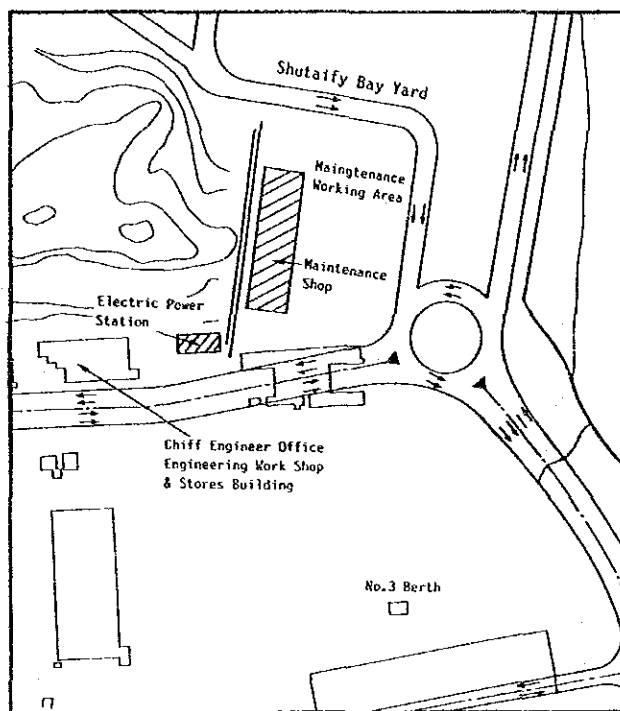 Shutaify Bay Yard
Maingtenance
Working Area
Maintenance
Shop
Electric Power
Station
Chiff Engineer Office
Engineering Work Shop
& Stores Building
No.3 Berth